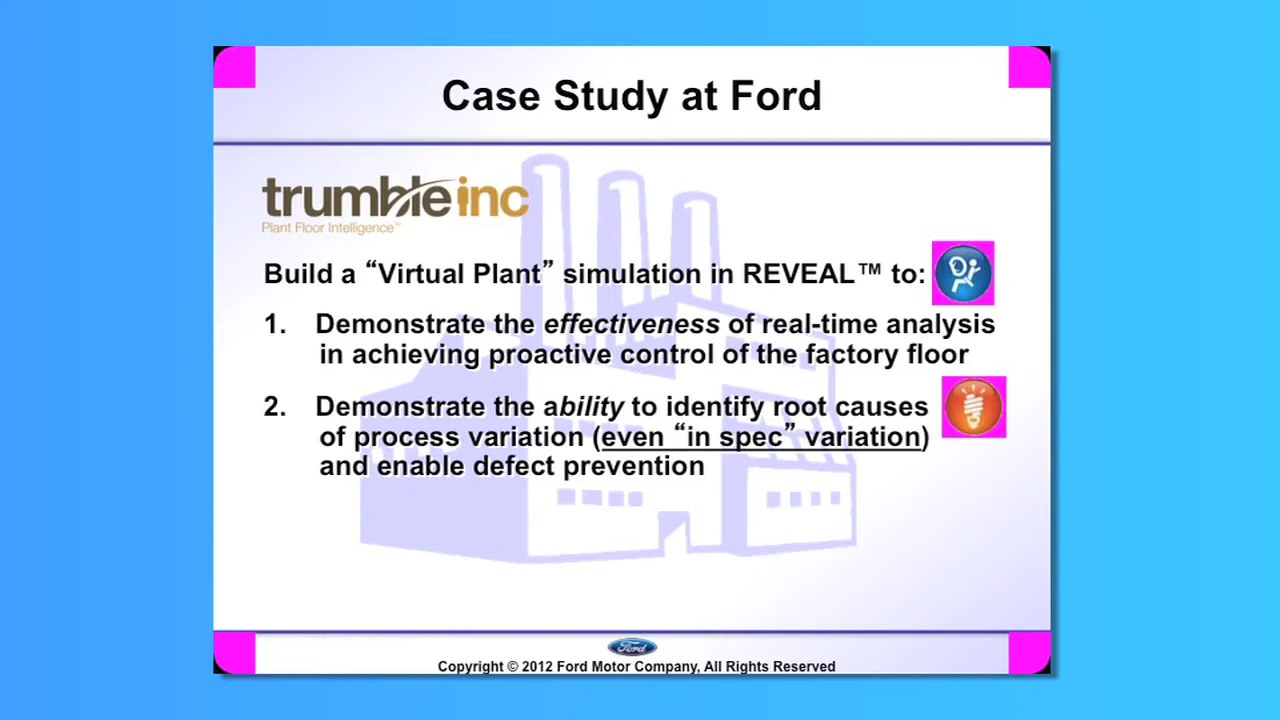 Case Study at Ford
trumble inc
Plant Floor Intelligence™
Build a “Virtual Plant” simulation in REVEAL™ to:
1. Demonstrate the effectiveness of real-time analysis
in achieving proactive control of the factory floor
2. Demonstrate the ability to identify root causes
of process variation (even “in spec” variation)
and enable defect prevention
Ford
Copyright © 2012 Ford Motor Company, All Rights Reserved